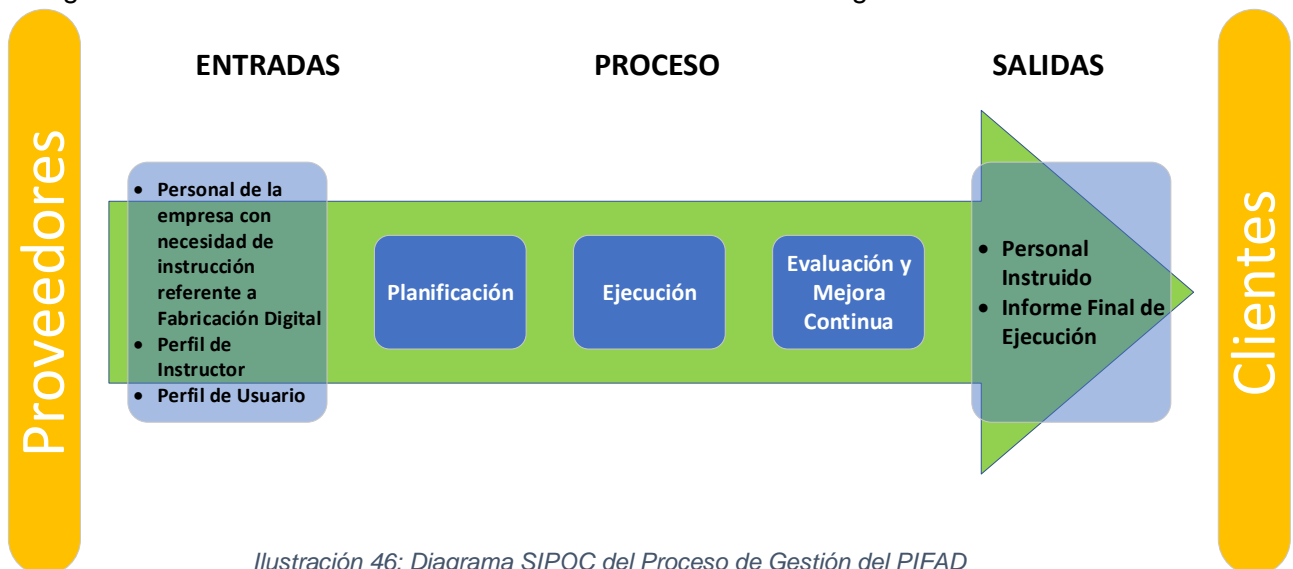 ENTRADAS
PROCESO
SALIDAS
Proveedores
• Personal de la
empresa con
necesidad de
instrucción
referente a
Fabricación Digital
• Perfil de
Instructor
• Perfil de Usuario
Planificación
Ejecución
Evaluación y
Mejora
Continua
• Personal
Instruido
• Informe Final de
Ejecución
Clientes
Ilustración 46: Diagrama SIPOC del Proceso de Gestión del PIFAD